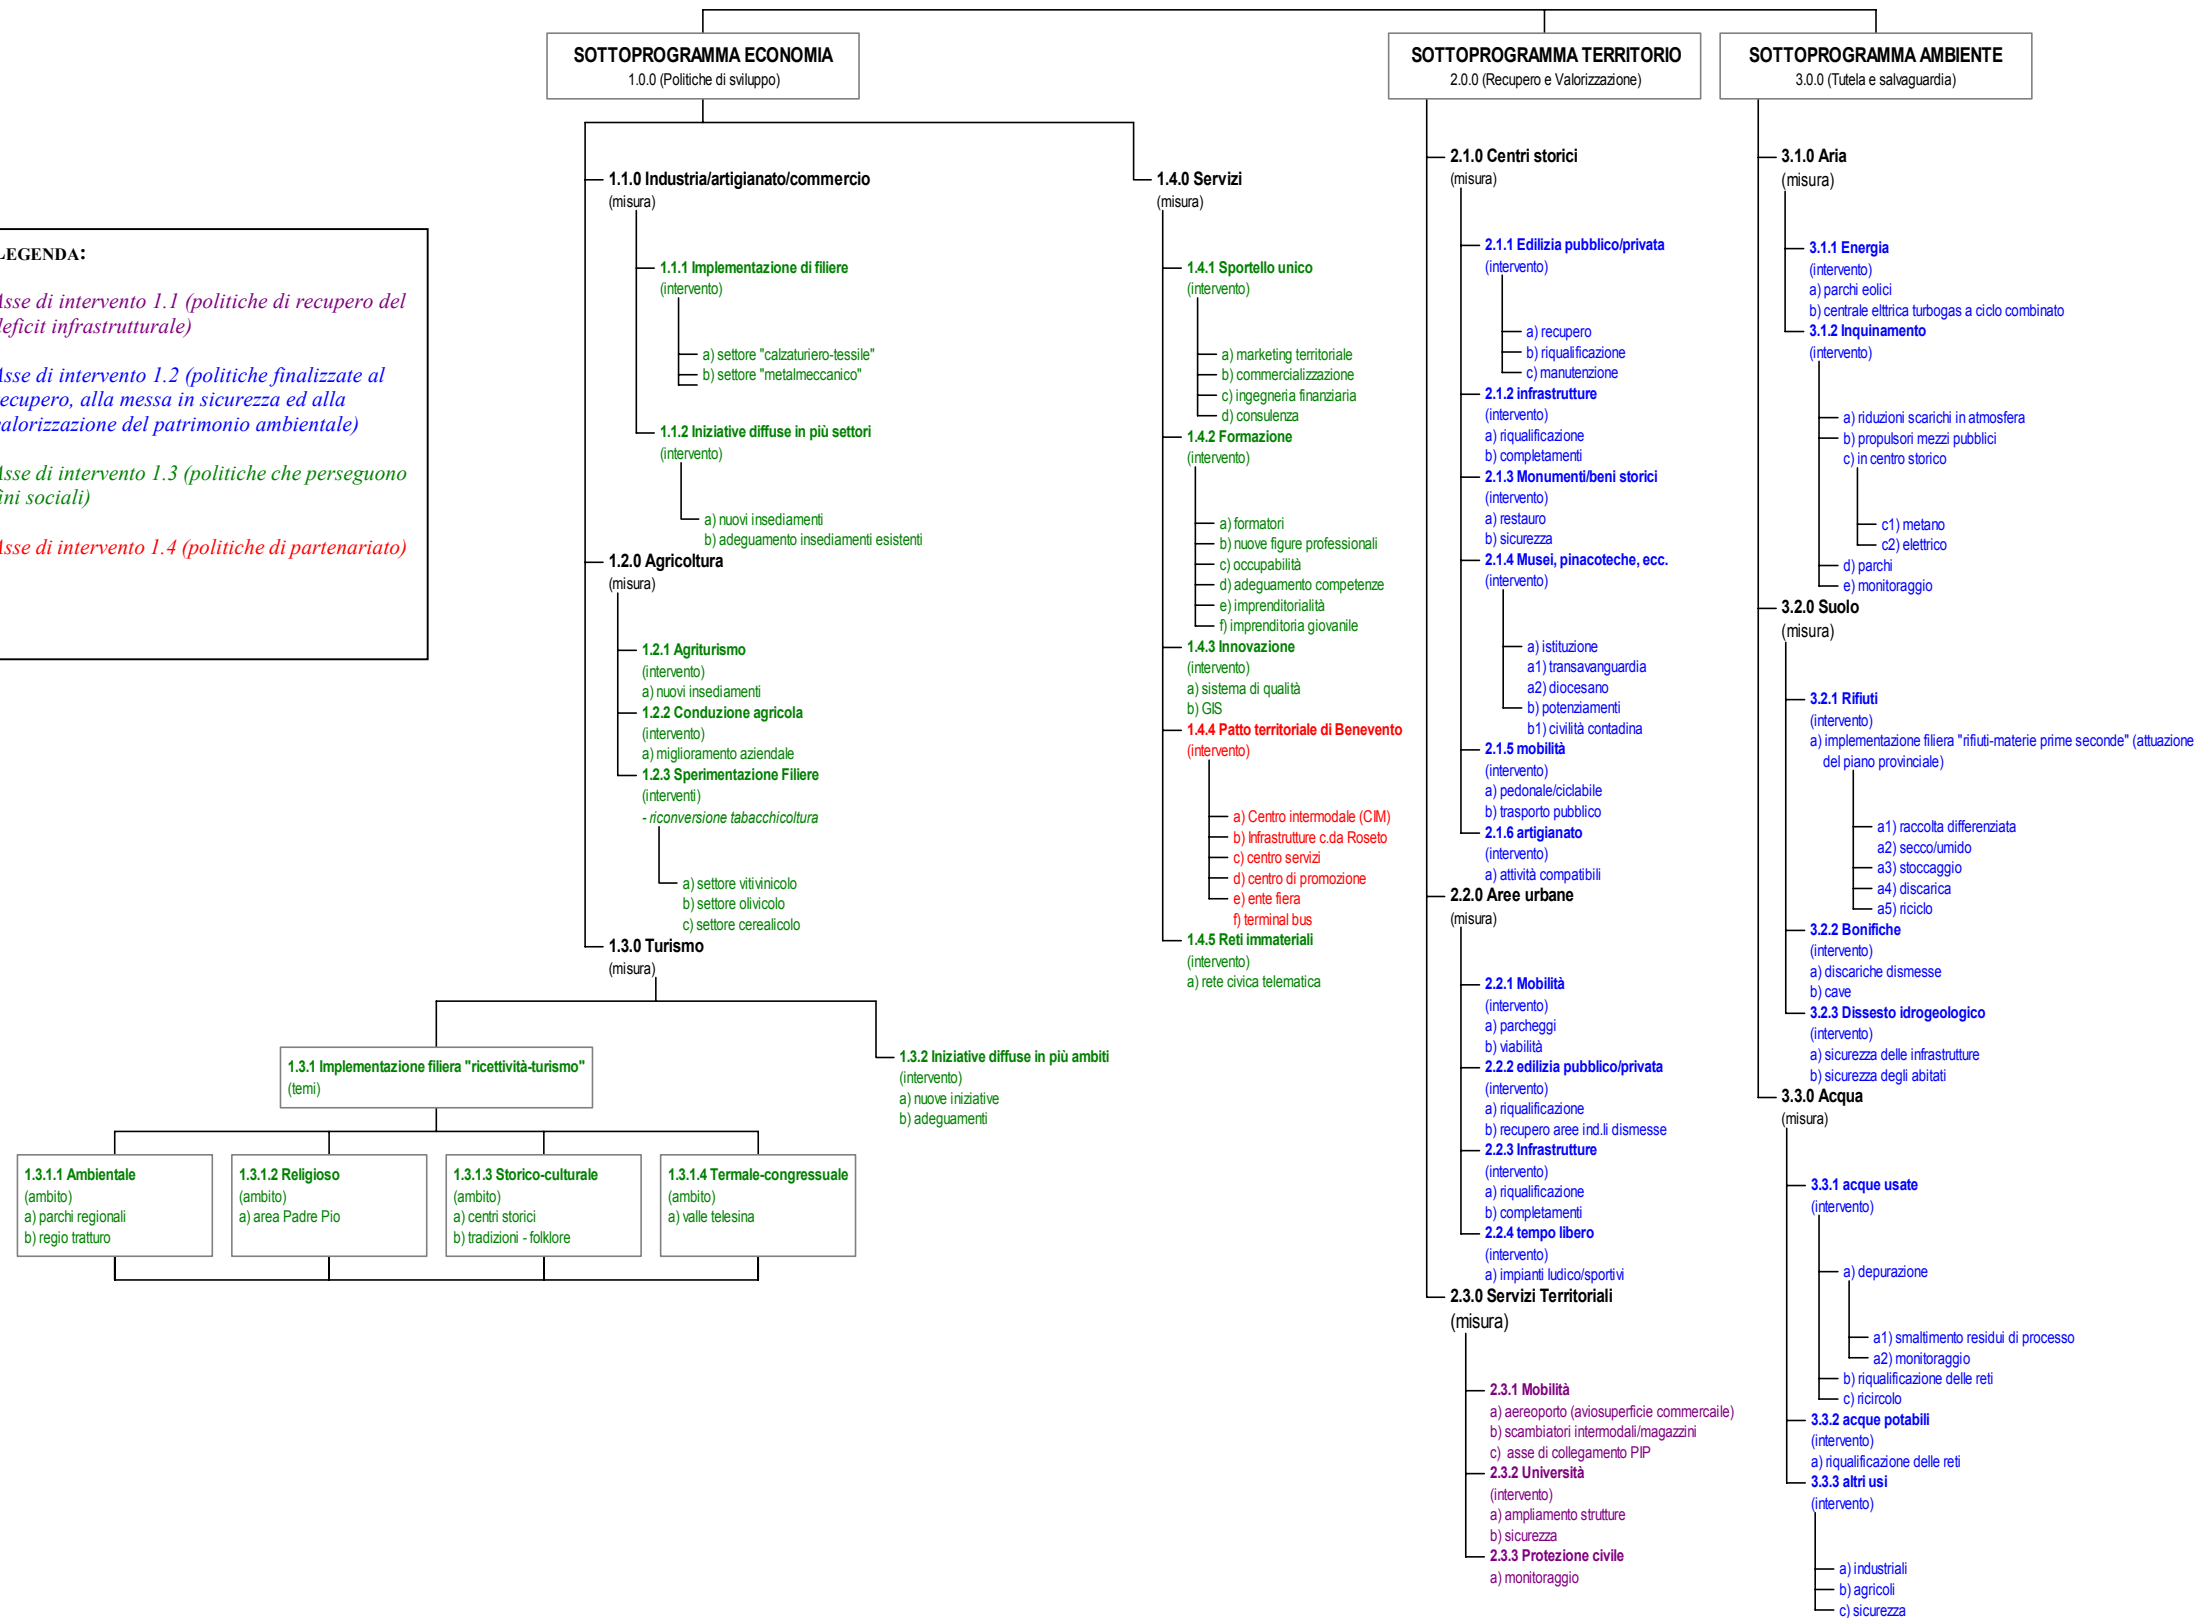 SOTTOPROGRAMMA ECONOMIA
1.0.0 (Politiche di sviluppo)
SOTTOPROGRAMMA TERRITORIO
2.0.0 (Recupero e Valorizzazione)
SOTTOPROGRAMMA AMBIENTE
3.0.0 (Tutela e salvaguardia)
LEGENDA:
Asse di intervento 1.1 (politiche di recupero del
deficit infrastrutturale)
Asse di intervento 1.2 (politiche finalizzate al
recupero, alla messa in sicurezza ed alla
valorizzazione del patrimonio ambientale)
Asse di intervento 1.3 (politiche che perseguono
fini sociali)
Asse di intervento 1.4 (politiche di partenariato)
1.1.0 Industria/artigianato/commercio
(misura)
1.1.1 Implementazione di filiere
(intervento)
a) settore "calzaturiero-tessile"
b) settore "metalmeccanico"
1.1.2 Iniziative diffuse in più settori
(intervento)
a) nuovi insediamenti
b) adeguamento insediamenti esistenti
1.2.0 Agricoltura
(misura)
1.2.1 Agriturismo
(intervento)
a) nuovi insediamenti
1.2.2 Conduzione agricola
(intervento)
a) miglioramento aziendale
1.2.3 Sperimentazione Filiere
(interventi)
- riconversione tabacchicoltura
a) settore vitivinicolo
b) settore olivicolo
c) settore cerealicolo
1.3.0 Turismo
(misura)
1.3.1 Implementazione filiera "ricettività-turismo"
(temi)
1.3.1.1 Ambientale
(ambito)
a) parchi regionali
b) regio tratturo
1.3.1.2 Religioso
(ambito)
a) area Padre Pio
1.3.1.3 Storico-culturale
(ambito)
a) centri storici
b) tradizioni - folklore
1.3.1.4 Termale-congressuale
(ambito)
a) valle telesina
1.3.2 Iniziative diffuse in più ambiti
(intervento)
a) nuove iniziative
b) adeguamenti
1.4.0 Servizi
(misura)
1.4.1 Sportello unico
(intervento)
a) marketing territoriale
b) commercializzazione
c) ingegneria finanziaria
d) consulenza
1.4.2 Formazione
(intervento)
a) formatori
b) nuove figure professionali
c) occupabilità
d) adeguamento competenze
e) imprenditorialità
f) imprenditoria giovanile
1.4.3 Innovazione
(intervento)
a) sistema di qualità
b) GIS
1.4.4 Patto territoriale di Benevento
(intervento)
a) Centro intermodale (CIM)
b) Infrastrutture c.da Roseto
c) centro servizi
d) centro di promozione
e) ente fiera
f) terminal bus
1.4.5 Reti immateriali
(intervento)
a) rete civica telematica
2.1.0 Centri storici
(misura)
2.1.1 Edilizia pubblico/privata
(intervento)
a) recupero
b) riqualificazione
c) manutenzione
2.1.2 infrastrutture
(intervento)
a) riqualificazione
b) completamenti
2.1.3 Monumenti/beni storici
(intervento)
a) restauro
b) sicurezza
2.1.4 Musei, pinacoteche, ecc.
(intervento)
a) istituzione
a1) transavanguardia
a2) diocesano
b) potenziamenti
b1) civilità contadina
2.1.5 mobilità
(intervento)
a) pedonale/ciclabile
b) trasporto pubblico
2.1.6 artigianato
(intervento)
a) attività compatibili
2.2.0 Aree urbane
(misura)
2.2.1 Mobilità
(intervento)
a) parcheggi
b) viabilità
2.2.2 edilizia pubblico/privata
(intervento)
a) riqualificazione
b) recupero aree ind.li dismesse
2.2.3 Infrastrutture
(intervento)
a) riqualificazione
b) completamenti
2.2.4 tempo libero
(intervento)
a) impianti ludico/sportivi
2.3.0 Servizi Territoriali
(misura)
2.3.1 Mobilità
a) aereoporto (aviosuperficie commercaile)
b) scambiatori intermodali/magazzini
c) asse di collegamento PIP
2.3.2 Università
(intervento)
a) ampliamento strutture
b) sicurezza
2.3.3 Protezione civile
a) monitoraggio
3.1.0 Aria
(misura)
3.1.1 Energia
(intervento)
a) parchi eolici
b) centrale elttrica turbogas a ciclo combinato
3.1.2 Inquinamento
(intervento)
a) riduzioni scarichi in atmosfera
b) propulsori mezzi pubblici
c) in centro storico
c1) metano
c2) elettrico
d) parchi
e) monitoraggio
3.2.0 Suolo
(misura)
3.2.1 Rifiuti
(intervento)
a) implementazione filiera "rifiuti-materie prime seconde" (attuazione
del piano provinciale)
a1) raccolta differenziata
a2) secco/umido
a3) stoccaggio
a4) discarica
a5) riciclo
3.2.2 Bonifiche
(intervento)
a) discariche dismesse
b) cave
3.2.3 Dissesto idrogeologico
(intervento)
a) sicurezza delle infrastrutture
b) sicurezza degli abitati
3.3.0 Acqua
(misura)
3.3.1 acque usate
(intervento)
a) depurazione
a1) smaltimento residui di processo
a2) monitoraggio
b) riqualificazione delle reti
c) ricircolo
3.3.2 acque potabili
(intervento)
a) riqualificazione delle reti
3.3.3 altri usi
(intervento)
a) industriali
b) agricoli
c) sicurezza